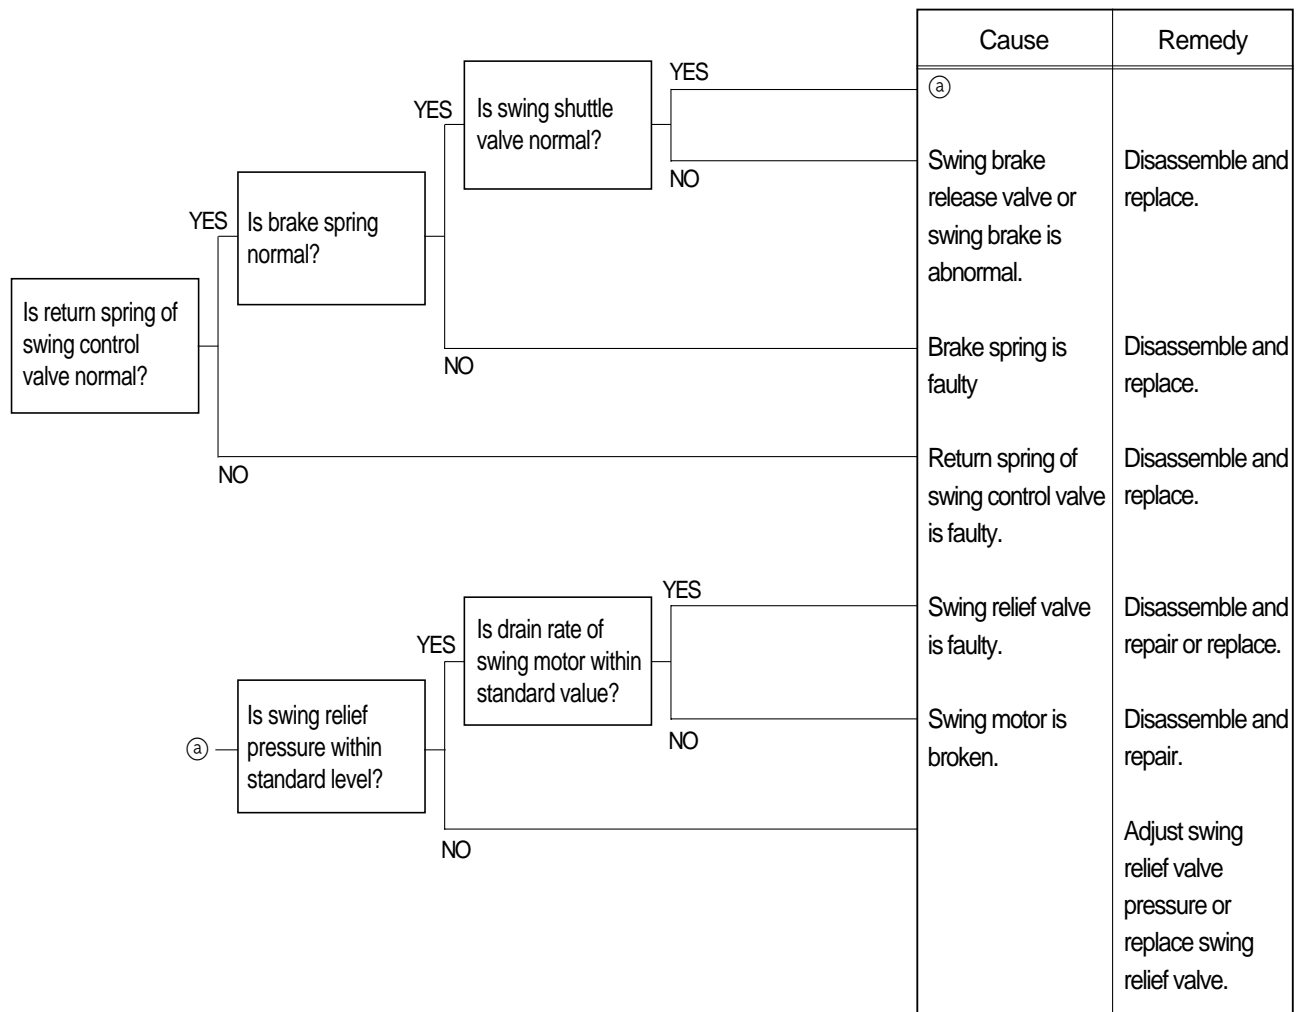 Cause
Remedy
YES
ⓐ
Is swing shuttle
valve normal?
YES
NO
Swing brake
release valve or
swing brake is
abnormal.
Disassemble and
replace.
Is brake spring
normal?
YES
NO
Brake spring is
faulty
Disassemble and
replace.
Is return spring of
swing control
valve normal?
NO
Return spring of
swing control valve
is faulty.
Disassemble and
replace.
YES
Swing relief valve
is faulty.
Disassemble and
repair or replace.
Is drain rate of
swing motor within
standard value?
YES
NO
Swing motor is
broken.
Disassemble and
repair.
ⓐ
Is swing relief
pressure within
standard level?
NO
Adjust swing
relief valve
pressure or
replace swing
relief valve.